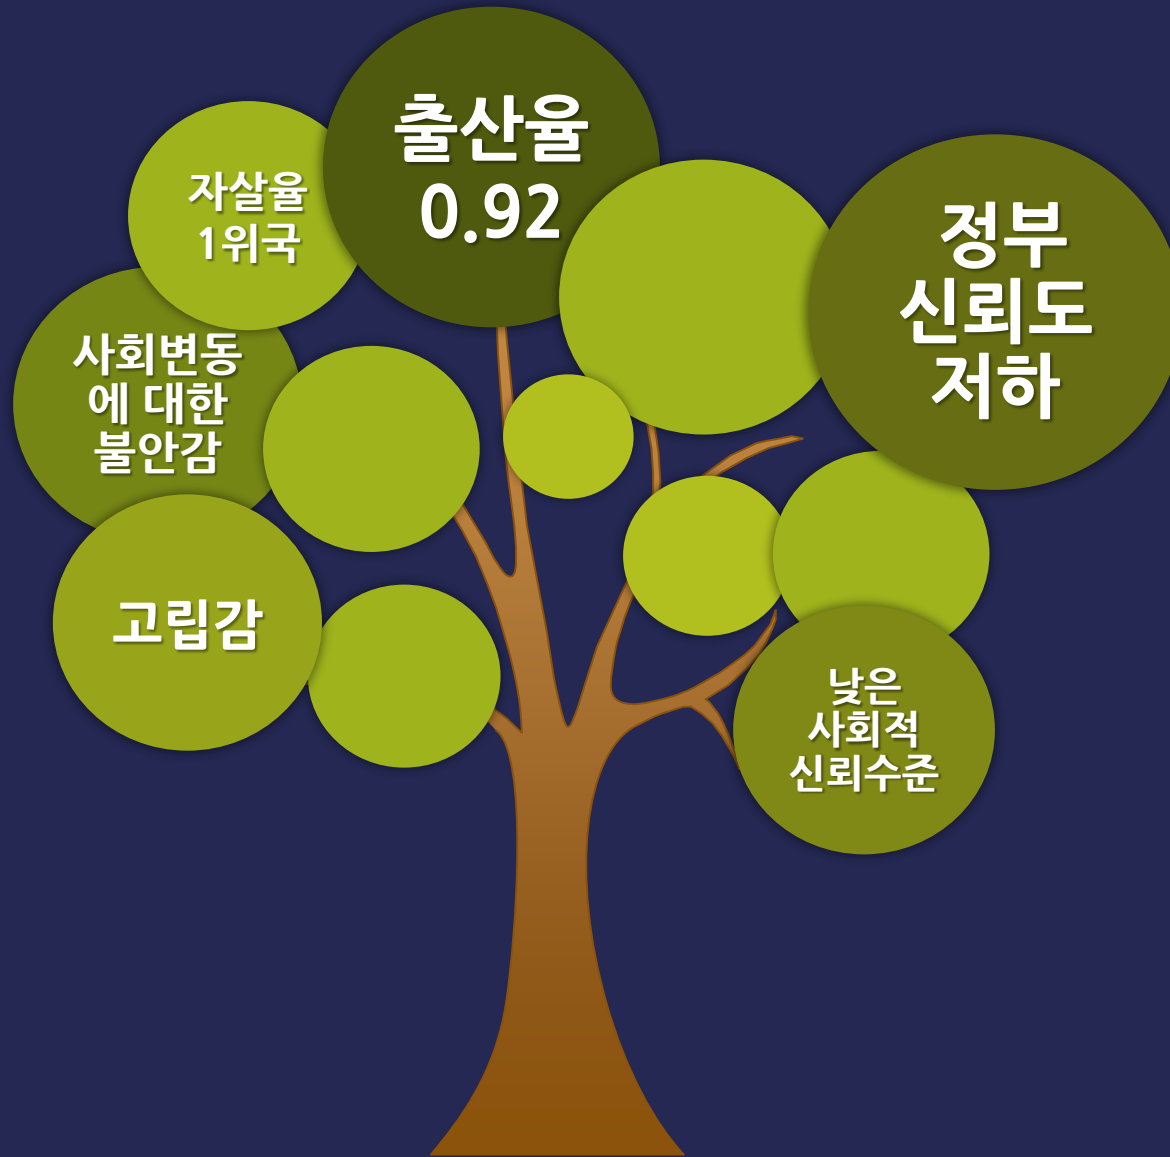 출산율
0.92
자살율
1위국
정부
신뢰도
저하
사회변동
에 대한
불안감
고립감
낮은
사회적
신뢰수준